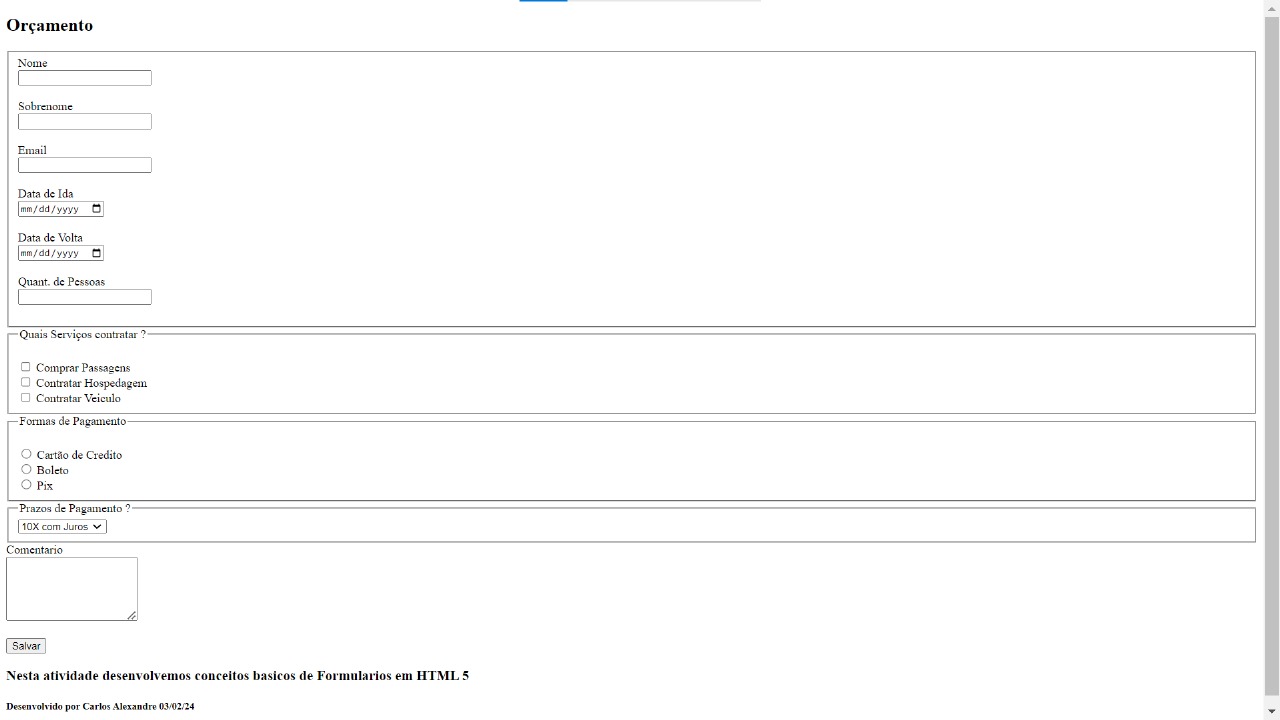 Orçamento
Nome
Sobrenome
Email
Data de Ida
mm/dd/yyyy
Data de Volta
mm/dd/yyyy
Quant. de Pessoas
Quais Serviços contratar ?
Comprar Passagens
Contratar Hospedagem
Contratar Veiculo
Formas de Pagamento
Cartão de Credito
Boleto
Pix
Prazos de Pagamento ?
10X com Juros
Comentario
Salvar
Nesta atividade desenvolvemos conceitos basicos de Formularios em HTML 5
Desenvolvido por Carlos Alexandre 03/02/24